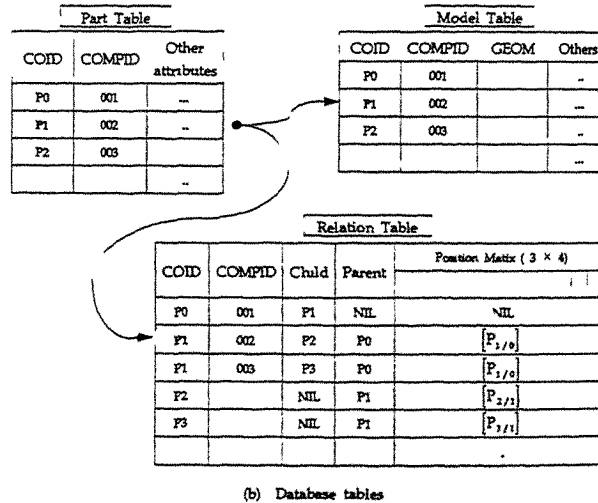 Part Table
COID COMPID Other attributes
P0 001 ...
P1 002 ...
P2 003
..
Model Table
COID COMPID GEOM Others
P0 001 ..
P1 002 ...
P2 003 ..
...
Relation Table
COID COMPID Child Parent Position Matix ( 3 × 4)
P0 001 P1 NIL NIL
P1 002 P2 P0 [P1/0]
P1 003 P3 P0 [P1/0]
P2 NIL P1 [P2/1]
P3 NIL P1 [P3/1]
(b) Database tables